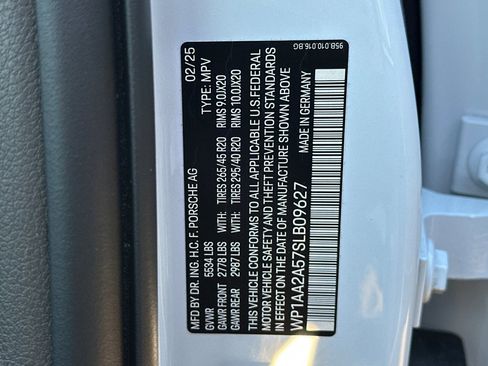 95B.010.016.BG
MFD BY DR. ING. H.C. F. PORSCHE AG 02/25
GVWR 5534 LBS TYPE: MPV
GAWR FRONT 2778 LBS WITH: TIRES 265/45 R20 RIMS 9.0JX20
GAWR REAR 2987 LBS WITH: TIRES 295/40 R20 RIMS 10.0JX20
THIS VEHICLE CONFORMS TO ALL APPLICABLE U.S.FEDERAL
MOTOR VEHICLE SAFETY AND THEFT PREVENTION STANDARDS
IN EFFECT ON THE DATE OF MANUFACTURE SHOWN ABOVE
WP1AA2A57SLB09627 MADE IN GERMANY